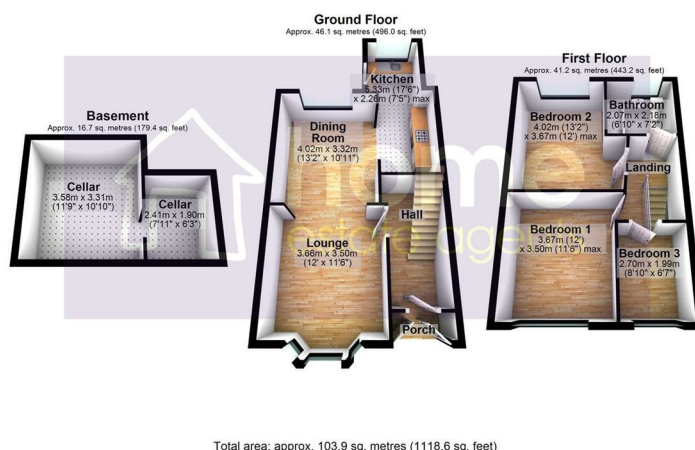 Ground Floor
Approx. 46.1 sq. metres (496.0 sq. feet)
Kitchen
5.33m (17'6")
x 2.26m (7'5") max
Dining
Room
4.02m x 3.32m
(13'2" x 10'11")
Hall
Lounge
3.66m x 3.50m
(12' x 11'6")
Porch
First Floor
Approx. 41.2 sq. metres (443.2 sq. feet)
Bedroom 2
4.02m (13'2")
x 3.67m (12') max
Bathroom
2.07m x 2.18m
(6'10" x 7'2")
Landing
Bedroom 1
3.67m (12')
x 3.50m (11'6") max
Bedroom 3
2.70m x 1.99m
(8'10" x 6'7")
Basement
Approx. 16.7 sq. metres (179.4 sq. feet)
Cellar
3.58m x 3.31m
(11'9" x 10'10")
Cellar
2.41m x 1.90m
(7'11" x 6'3")
home
estate agents
Total area: approx. 103.9 sq. metres (1118.6 sq. feet)